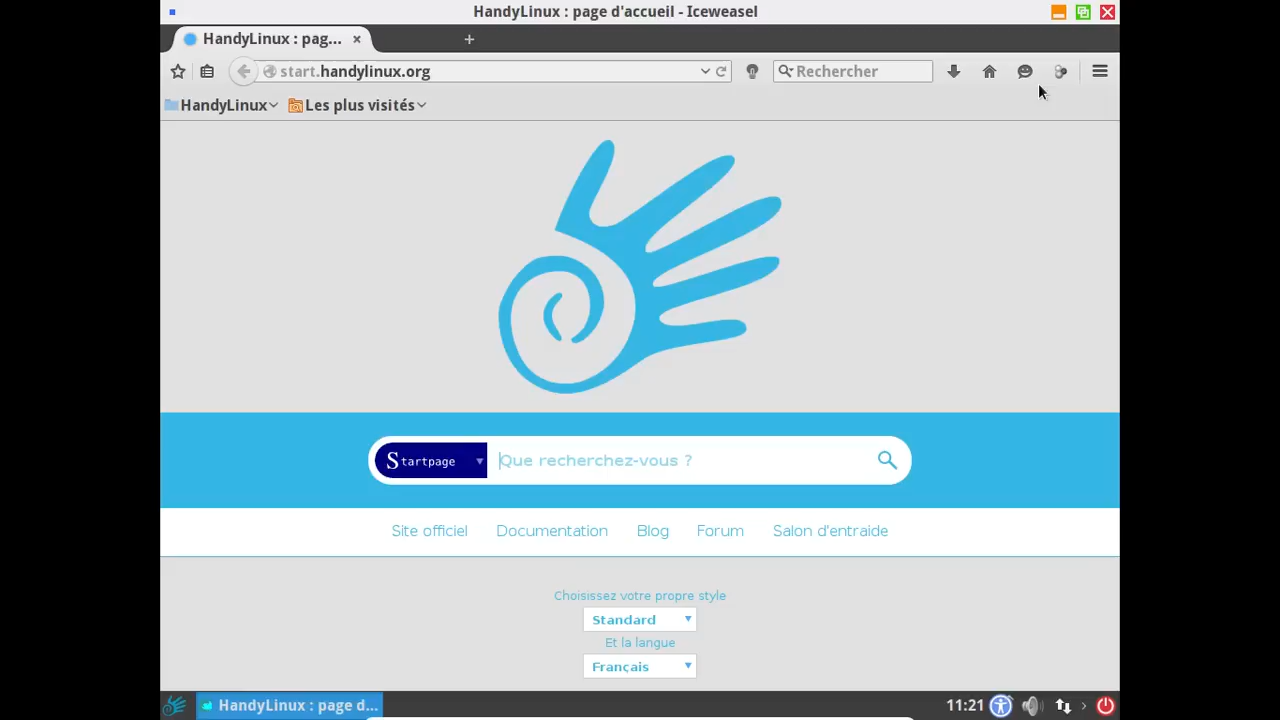 HandyLinux : page d'accueil - Iceweasel
HandyLinux : pag...
start.handylinux.org
Rechercher
HandyLinux
Les plus visités
Startpage
Que recherchez-vous ?
Site officiel
Documentation
Blog
Forum
Salon d'entraide
Choisissez votre propre style
Standard
Et la langue
Français
HandyLinux : page d...
11:21